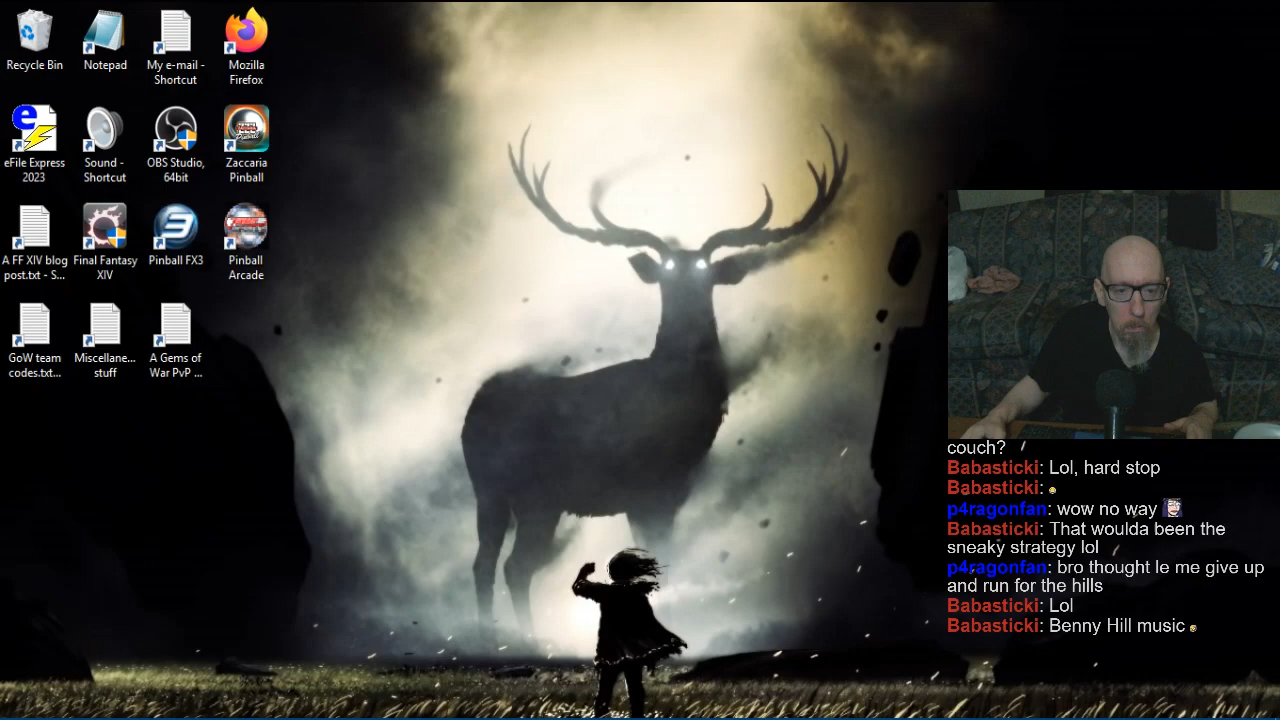 Recycle Bin
Notepad
My e-mail -
Shortcut
Mozilla
Firefox
eFile Express
2023
Sound -
Shortcut
OBS Studio,
64bit
Zaccaria
Pinball
A FF XIV blog
post.txt - S...
Final Fantasy
XIV
Pinball FX3
Pinball
Arcade
GoW team
codes.txt...
Miscellane...
stuff
A Gems of
War PvP ...
couch?
Babasticki: Lol, hard stop
Babasticki:
p4ragonfan: wow no way
Babasticki: That woulda been the
sneaky strategy lol
p4ragonfan: bro thought le me give up
and run for the hills
Babasticki: Lol
Babasticki: Benny Hill music